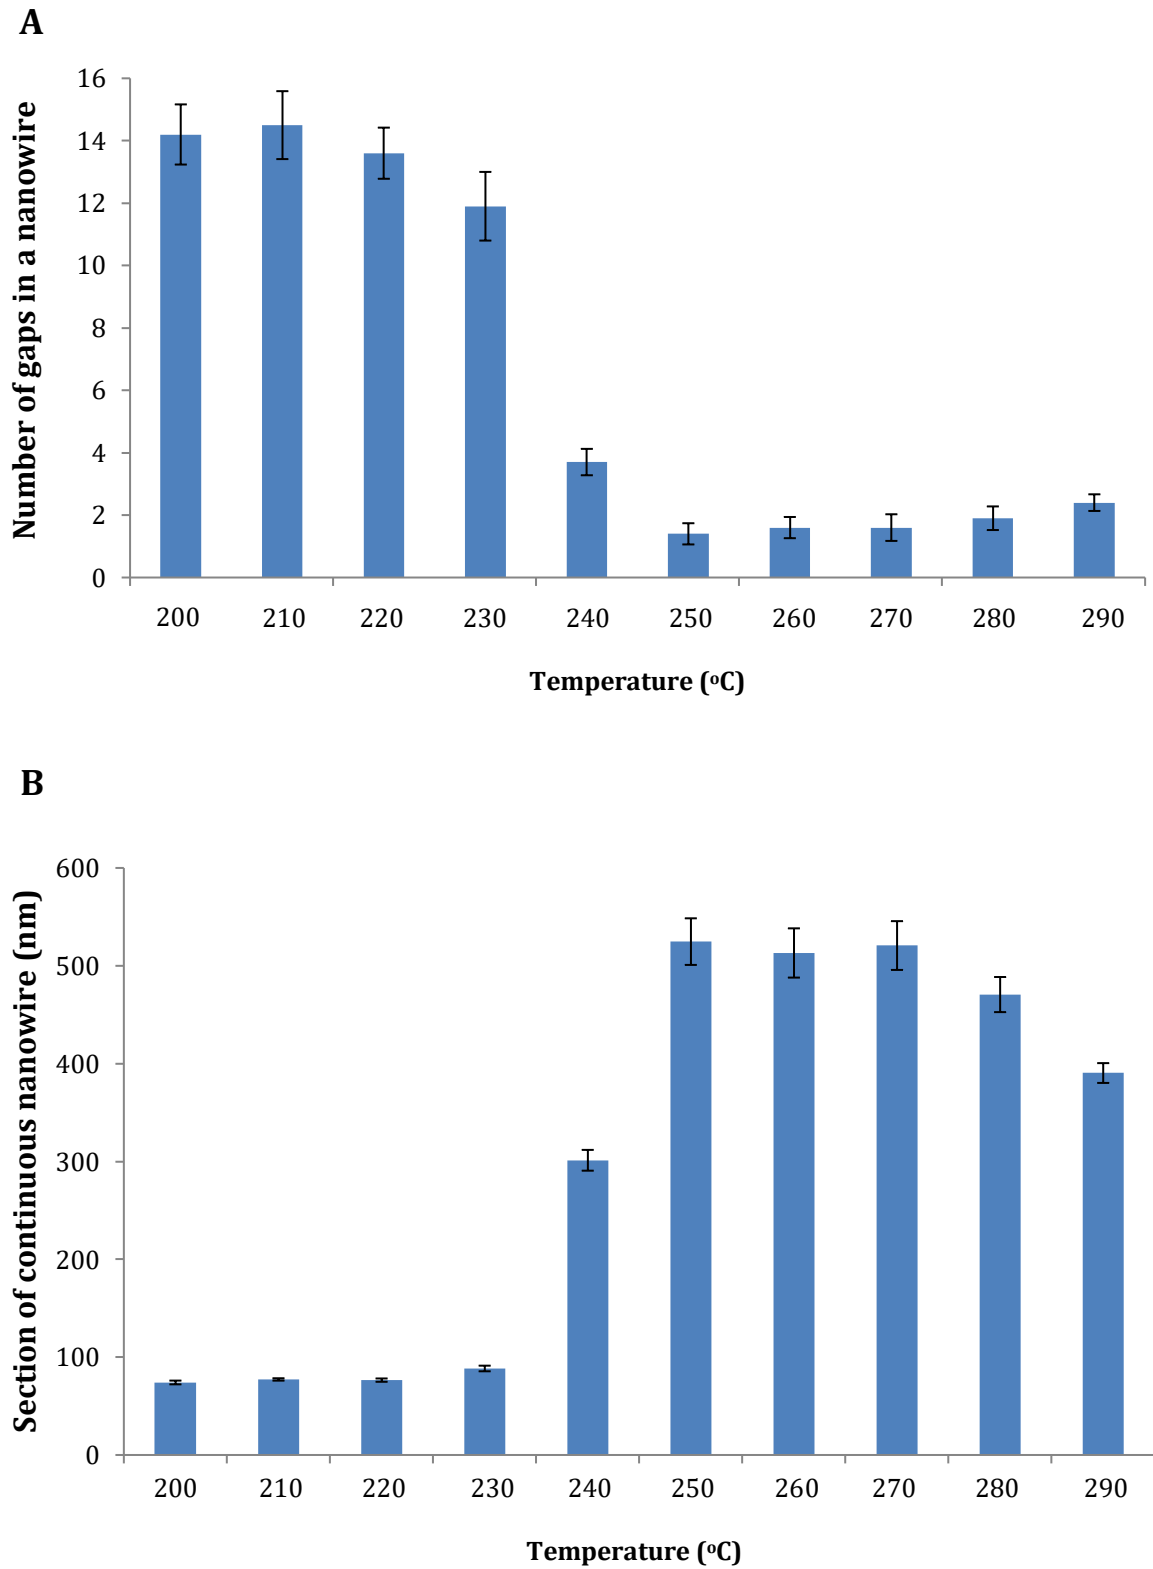 A
Number of gaps in a nanowire
16
14
12
10
8
6
4
2
0
200 210 220 230 240 250 260 270 280 290
Temperature (ºC)
B
Section of continuous nanowire (nm)
600
500
400
300
200
100
0
200 210 220 230 240 250 260 270 280 290
Temperature (ºC)